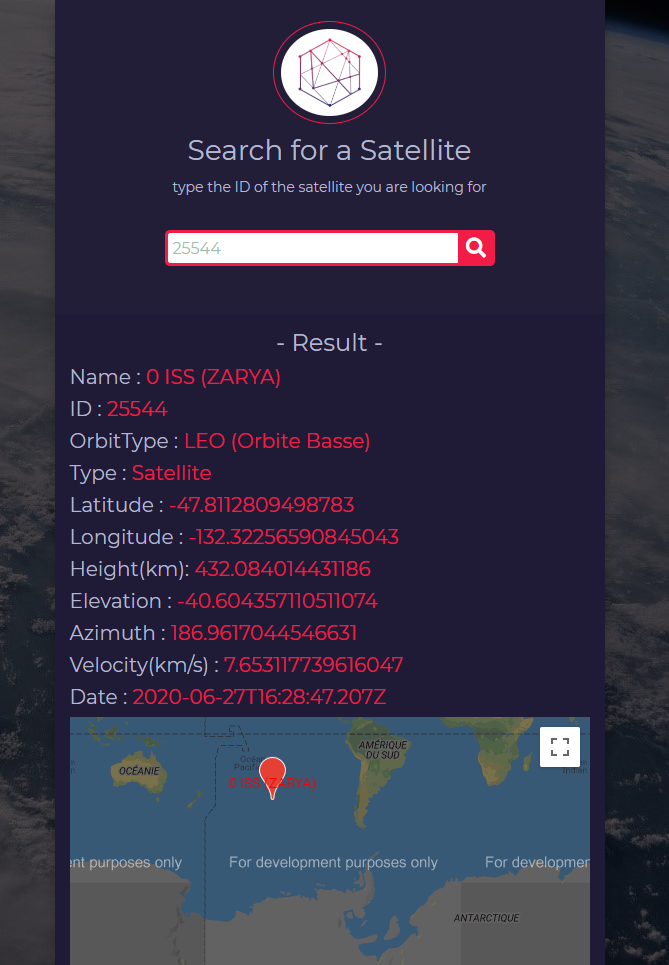 Search for a Satellite
type the ID of the satellite you are looking for
25544
- Result -
Name : 0 ISS (ZARYA)
ID : 25544
OrbitType : LEO (Orbite Basse)
Type : Satellite
Latitude : -47.8112809498783
Longitude : -132.32256590845043
Height(km): 432.084014431186
Elevation : -40.604357110511074
Azimuth : 186.9617044546631
Velocity(km/s) : 7.653117739616047
Date : 2020-06-27T16:28:47.207Z
AMÉRIQUE
DU SUD
OCÉANIE
Indien
0 ISS (ZARYA)
ent purposes only
For development purposes only
For developmen
ANTARCTIQUE